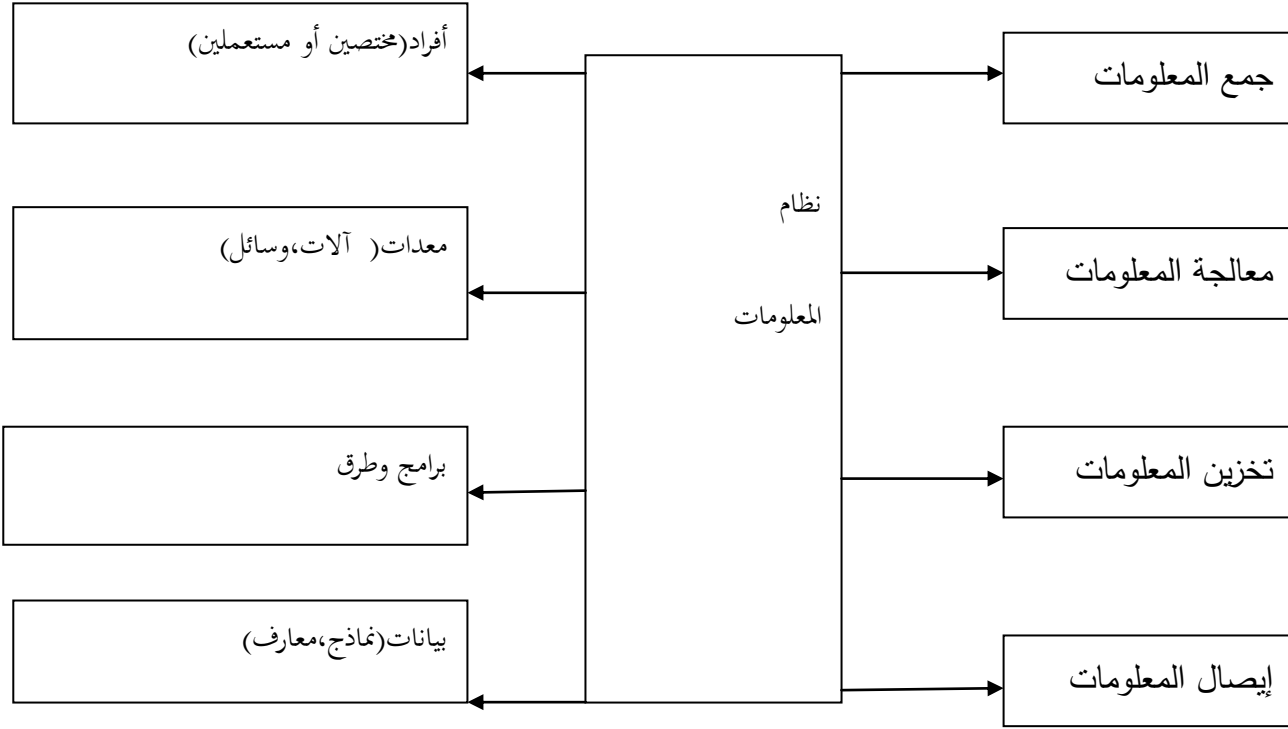 جمع المعلومات
معالجة المعلومات
تخزين المعلومات
إيصال المعلومات
نظام
المعلومات
أفراد(مختصين أو مستعملين)
معدات( آلات،وسائل)
برامج وطرق
بيانات(نماذج،معارف)